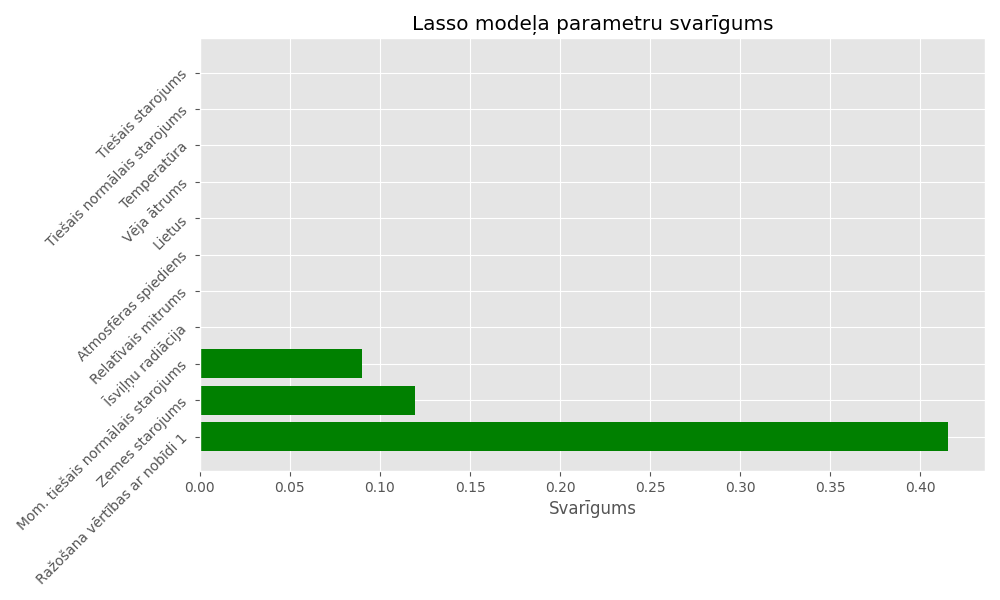 Lasso modeļa parametru svarīgums
Tiešais starojums
Tiešais normālais starojums
Temperatūra
Vēja ātrums
Lietus
Atmosfēras spiediens
Relatīvais mitrums
Īsviļņu radiācija
Mom. tiešais normālais starojums
Zemes starojums
Ražošana vērtības ar nobīdi 1
0.00 0.05 0.10 0.15 0.20 0.25 0.30 0.35 0.40
Svarīgums